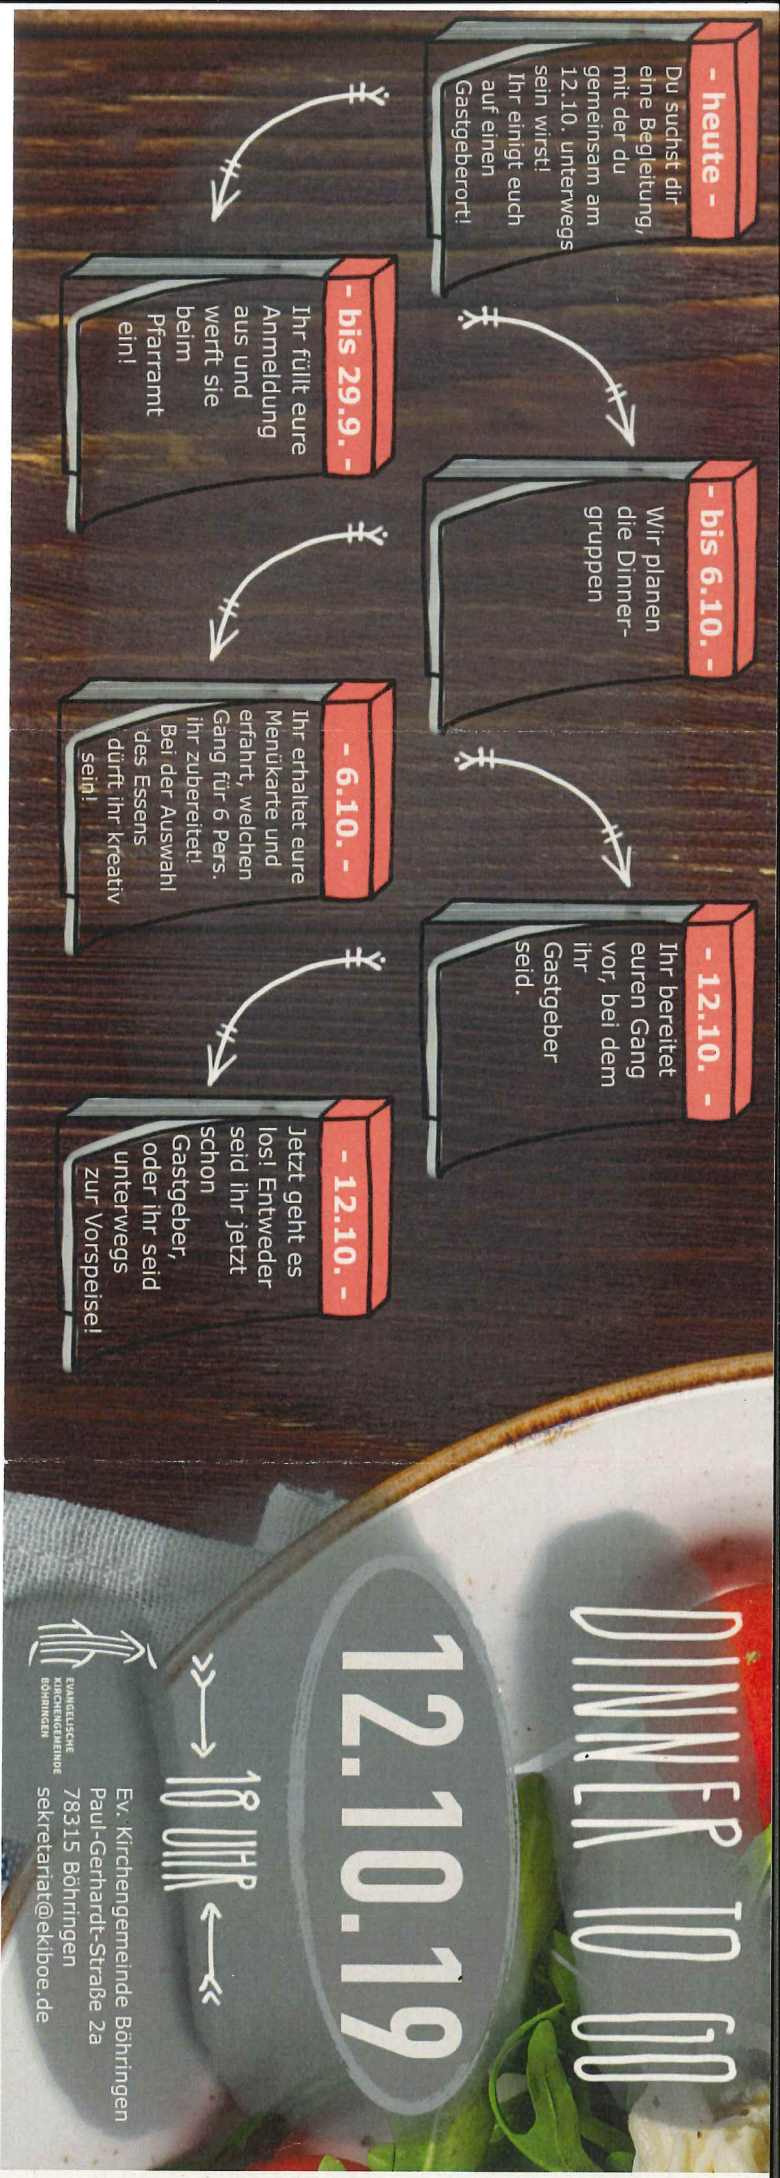 - heute -
Du suchst dir
eine Begleitung,
mit der du
gemeinsam am
12.10. unterwegs
sein wirst!
Ihr einigt euch
auf einen
Gastgeberort!
- bis 29.9. -
Ihr füllt eure
Anmeldung
aus und
werft sie
beim
Pfarramt
ein!
- bis 6.10. -
Wir planen
die Dinner-
gruppen
- 6.10. -
Ihr erhaltet eure
Menükarte und
erfahrt, welchen
Gang für 6 Pers.
ihr zubereitet!
Bei der Auswahl
des Essens
dürft ihr kreativ
sein!
- 12.10. -
Ihr bereitet
euren Gang
vor, bei dem
ihr
Gastgeber
seid.
- 12.10. -
Jetzt geht es
los! Entweder
seid ihr jetzt
schon
Gastgeber,
oder ihr seid
unterwegs
zur Vorspeise!
DINNER TO GO
12.10.19
18 UHR
EVANGELISCHE
KIRCHENGEMEINDE
BÖHRINGEN
Ev. Kirchengemeinde Böhringen
Paul-Gerhardt-Straße 2a
78315 Böhringen
sekretariat@ekiboe.de